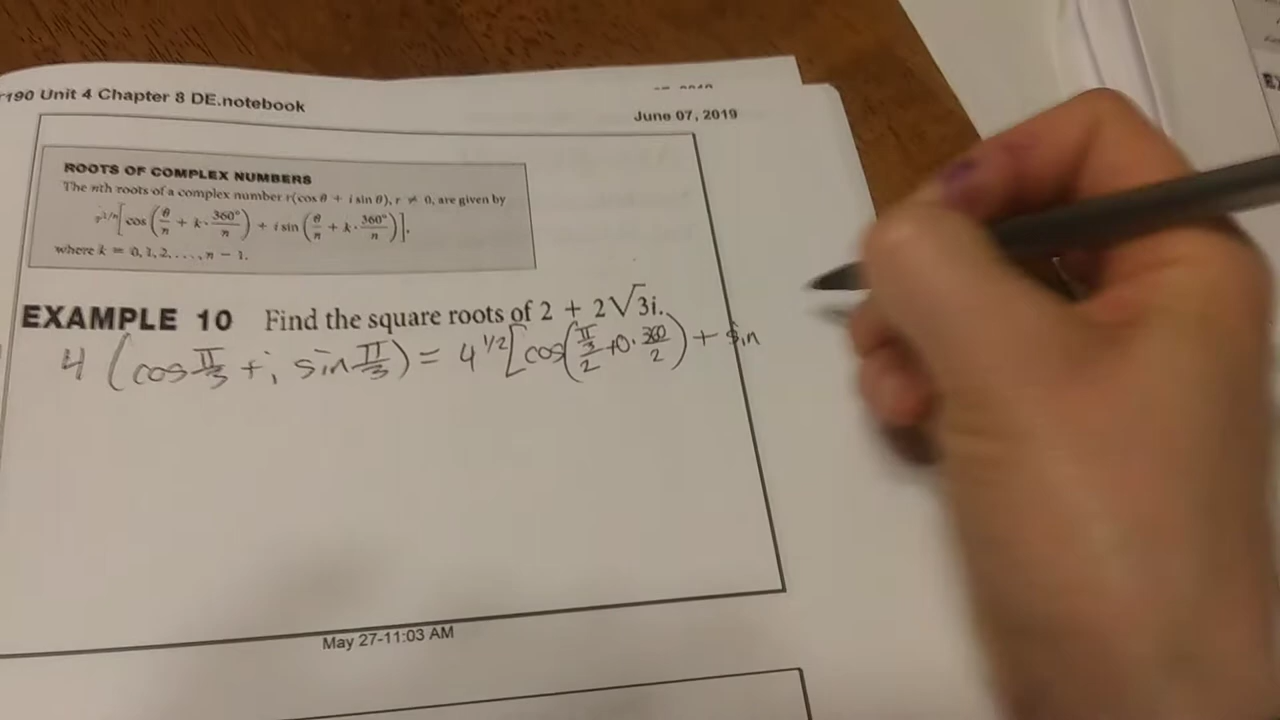 r190 Unit 4 Chapter 8 DE.notebook
June 07, 2019
ROOTS OF COMPLEX NUMBERS
The nth roots of a complex number r(cos θ + i sin θ), r ≠ 0, are given by
r^1/n[cos(θ/n + k · 360°/n) + i sin(θ/n + k · 360°/n)],
where k = 0, 1, 2, . . . , n − 1.
EXAMPLE 10 Find the square roots of 2 + 2√3i.
4 (cos π/3 + i sin π/3) = 4^1/2 [cos(π/3/2 + 0 · 360/2) + sin
May 27-11:03 AM